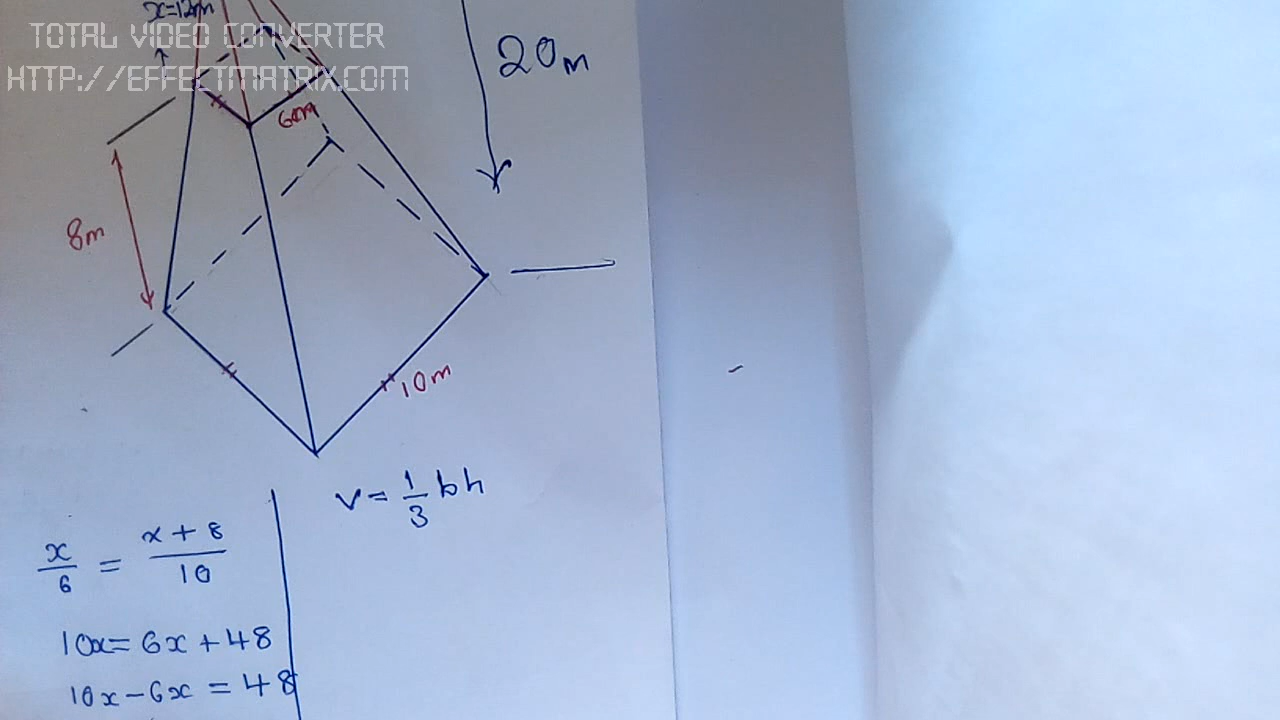 x=12m
TOTAL VIDEO CONVERTER
HTTP://EFFECTMATRIX.COM
20m
6m
8m
10m
V = 1/3 bh
x/6 = x + 8/10
10x = 6x + 48
10x - 6x = 48